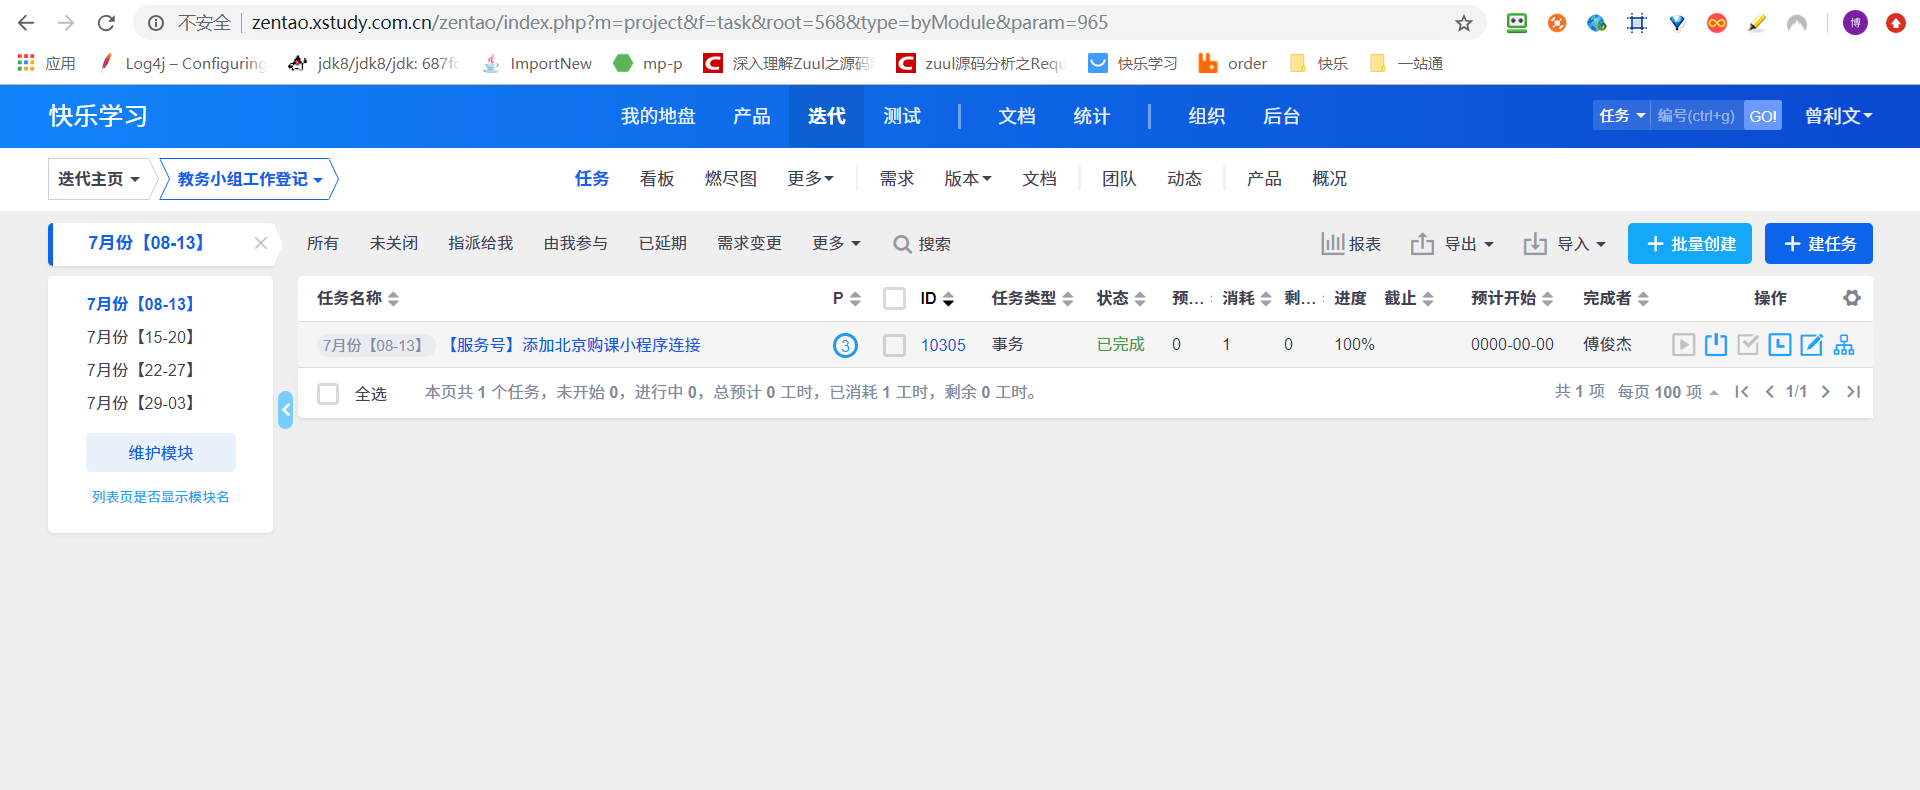 不安全 zentao.xstudy.com.cn/zentao/index.php?m=project&f=task&root=568&type=byModule&param=965 博
应用 Log4j – Configuring jdk8/jdk8/jdk: 687f ImportNew mp-p 深入理解Zuul之源码 zuul源码分析之Requ 快乐学习 order 快乐 一站通
快乐学习 我的地盘 产品 迭代 测试 文档 统计 组织 后台 任务 编号(ctrl+g) GO! 曾利文
迭代主页 教务小组工作登记 任务 看板 燃尽图 更多 需求 版本 文档 团队 动态 产品 概况
7月份【08-13】 所有 未关闭 指派给我 由我参与 已延期 需求变更 更多 搜索 报表 导出 导入 批量创建 建任务
任务名称 P ID 任务类型 状态 预... 消耗 剩... 进度 截止 预计开始 完成者 操作
7月份【08-13】 【服务号】添加北京购课小程序连接 3 10305 事务 已完成 0 1 0 100% 0000-00-00 傅俊杰
全选 本页共 1 个任务，未开始 0，进行中 0，总预计 0 工时，已消耗 1 工时，剩余 0 工时。 共 1 项 每页 100 项 1/1
7月份【08-13】
7月份【15-20】
7月份【22-27】
7月份【29-03】
维护模块
列表页是否显示模块名